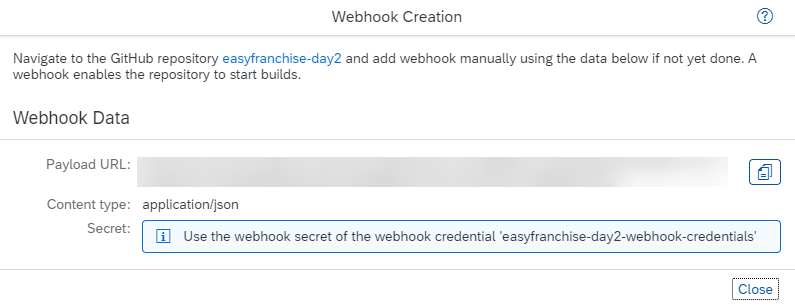 Webhook Creation
Navigate to the GitHub repository easyfranchise-day2 and add webhook manually using the data below if not yet done. A
webhook enables the repository to start builds.
Webhook Data
Payload URL:
Content type: application/json
Secret: Use the webhook secret of the webhook credential 'easyfranchise-day2-webhook-credentials'
Close